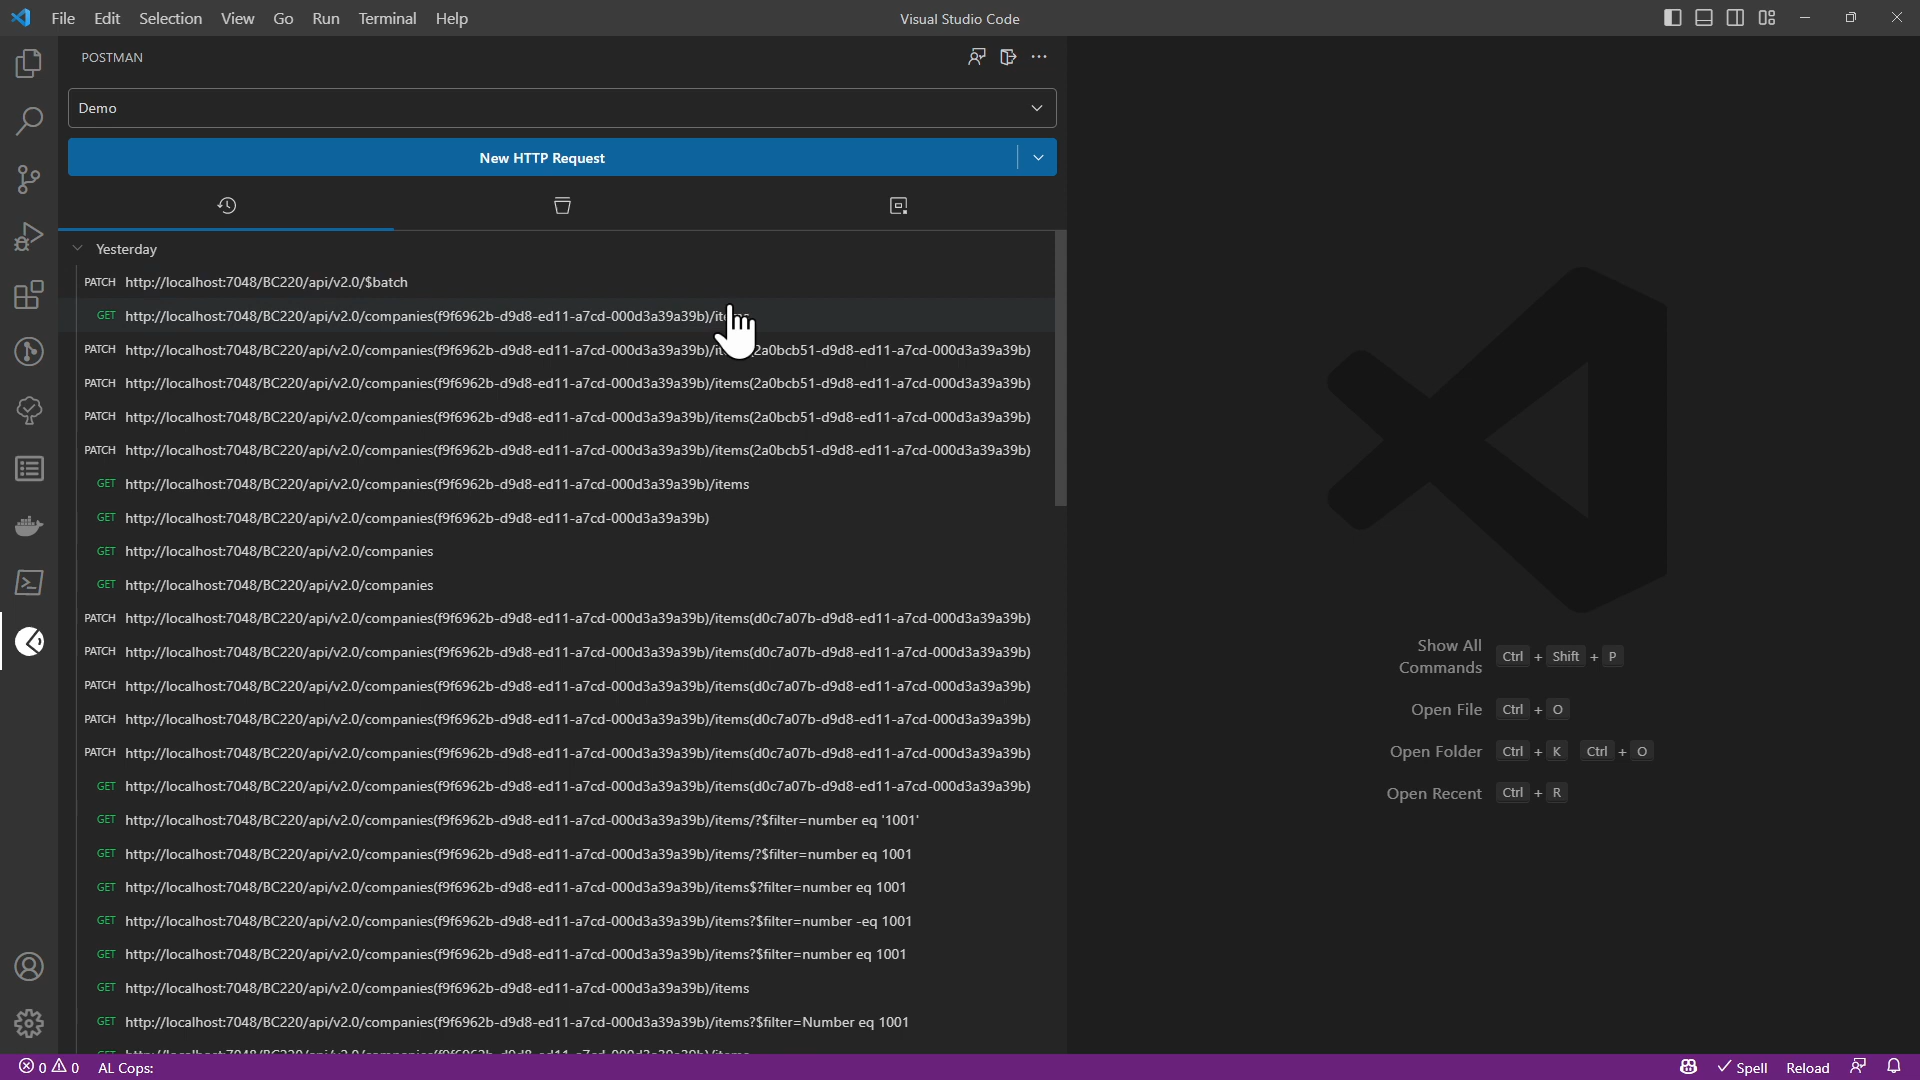 File Edit Selection View Go Run Terminal Help
Visual Studio Code
POSTMAN
Demo
New HTTP Request
Yesterday
PATCH http://localhost:7048/BC220/api/v2.0/$batch
GET http://localhost:7048/BC220/api/v2.0/companies(f9f6962b-d9d8-ed11-a7cd-000d3a39a39b)/items
PATCH http://localhost:7048/BC220/api/v2.0/companies(f9f6962b-d9d8-ed11-a7cd-000d3a39a39b)/items(2a0bcb51-d9d8-ed11-a7cd-000d3a39a39b)
PATCH http://localhost:7048/BC220/api/v2.0/companies(f9f6962b-d9d8-ed11-a7cd-000d3a39a39b)/items(2a0bcb51-d9d8-ed11-a7cd-000d3a39a39b)
PATCH http://localhost:7048/BC220/api/v2.0/companies(f9f6962b-d9d8-ed11-a7cd-000d3a39a39b)/items(2a0bcb51-d9d8-ed11-a7cd-000d3a39a39b)
PATCH http://localhost:7048/BC220/api/v2.0/companies(f9f6962b-d9d8-ed11-a7cd-000d3a39a39b)/items(2a0bcb51-d9d8-ed11-a7cd-000d3a39a39b)
GET http://localhost:7048/BC220/api/v2.0/companies(f9f6962b-d9d8-ed11-a7cd-000d3a39a39b)/items
GET http://localhost:7048/BC220/api/v2.0/companies(f9f6962b-d9d8-ed11-a7cd-000d3a39a39b)
GET http://localhost:7048/BC220/api/v2.0/companies
GET http://localhost:7048/BC220/api/v2.0/companies
PATCH http://localhost:7048/BC220/api/v2.0/companies(f9f6962b-d9d8-ed11-a7cd-000d3a39a39b)/items(d0c7a07b-d9d8-ed11-a7cd-000d3a39a39b)
PATCH http://localhost:7048/BC220/api/v2.0/companies(f9f6962b-d9d8-ed11-a7cd-000d3a39a39b)/items(d0c7a07b-d9d8-ed11-a7cd-000d3a39a39b)
PATCH http://localhost:7048/BC220/api/v2.0/companies(f9f6962b-d9d8-ed11-a7cd-000d3a39a39b)/items(d0c7a07b-d9d8-ed11-a7cd-000d3a39a39b)
PATCH http://localhost:7048/BC220/api/v2.0/companies(f9f6962b-d9d8-ed11-a7cd-000d3a39a39b)/items(d0c7a07b-d9d8-ed11-a7cd-000d3a39a39b)
PATCH http://localhost:7048/BC220/api/v2.0/companies(f9f6962b-d9d8-ed11-a7cd-000d3a39a39b)/items(d0c7a07b-d9d8-ed11-a7cd-000d3a39a39b)
GET http://localhost:7048/BC220/api/v2.0/companies(f9f6962b-d9d8-ed11-a7cd-000d3a39a39b)/items(d0c7a07b-d9d8-ed11-a7cd-000d3a39a39b)
GET http://localhost:7048/BC220/api/v2.0/companies(f9f6962b-d9d8-ed11-a7cd-000d3a39a39b)/items/?$filter=number eq '1001'
GET http://localhost:7048/BC220/api/v2.0/companies(f9f6962b-d9d8-ed11-a7cd-000d3a39a39b)/items/?$filter=number eq 1001
GET http://localhost:7048/BC220/api/v2.0/companies(f9f6962b-d9d8-ed11-a7cd-000d3a39a39b)/items$?filter=number eq 1001
GET http://localhost:7048/BC220/api/v2.0/companies(f9f6962b-d9d8-ed11-a7cd-000d3a39a39b)/items?$filter=number -eq 1001
GET http://localhost:7048/BC220/api/v2.0/companies(f9f6962b-d9d8-ed11-a7cd-000d3a39a39b)/items?$filter=number eq 1001
GET http://localhost:7048/BC220/api/v2.0/companies(f9f6962b-d9d8-ed11-a7cd-000d3a39a39b)/items
GET http://localhost:7048/BC220/api/v2.0/companies(f9f6962b-d9d8-ed11-a7cd-000d3a39a39b)/items?$filter=Number eq 1001
Show All Commands Ctrl + Shift + P
Open File Ctrl + O
Open Folder Ctrl + K Ctrl + O
Open Recent Ctrl + R
0 0 AL Cops:
Spell Reload